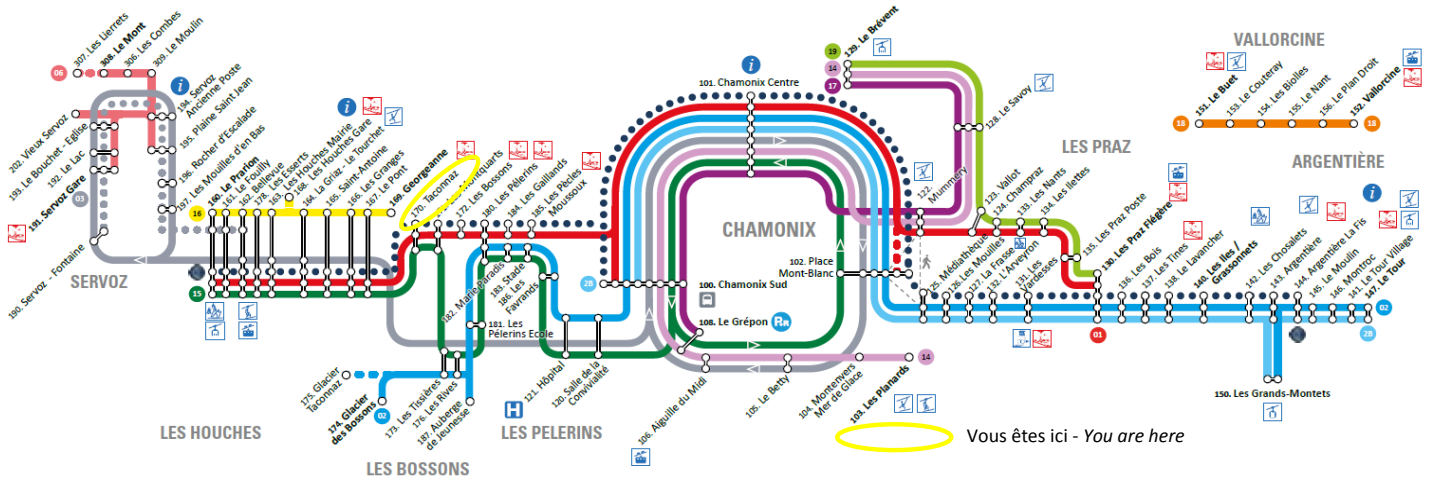 307. Les Lierrets
308. Le Mont
306. Les Combes
309. Le Moulin
06
194. Servoz
Ancienne Poste
195. Plaine Saint Jean
196. Rocher d'Escalade
197. Les Mouilles d'en Bas
202. Vieux Servoz
193. Le Bouchet - Eglise
192. Le Lac
191. Servoz Gare
03
190. Servoz - Fontaine
SERVOZ
16
160. Le Prarion
161. Le Fouilly
162. Bellevue
178. Les Esserts
163. Les Houches Mairie
168. Les Houches Gare
164. La Griaz - Le Tourchet
165. Saint-Antoine
166. Les Granges
167. Le Pont
169. Georgeanne
15
LES HOUCHES
170. Taconnaz
172. Les Bossons
180. Les Pélerins
184. Les Gaillands
185. Les Pècles
Moussoux
182. Marie Paradis
183. Stade
186. Les
Favrands
181. Les
Pélerins Ecole
175. Glacier
Taconnaz
174. Glacier
des Bossons
02
173. Les Tissières
176. Les Rives
187. Auberge
de Jeunesse
LES BOSSONS
H
121. Hôpital
120. Salle de la
Convivialité
LES PELERINS
101. Chamonix Centre
CHAMONIX
102. Place
Mont-Blanc
100. Chamonix Sud
108. Le Grépon
106. Aiguille du Midi
105. Le Betty
104. Montenvers
Mer de Glace
103. Les Planards
14
19
14
17
129. Le Brévent
128. Le Savoy
122.
Mummery
123. Vallot
124. Champraz
133. Les Nants
134. Les Ilettes
LES PRAZ
135. Les Praz Poste
130. Les Praz Flégère
01
125. Médiathèque
126. Les Mouilles
127. La Frasse
132. L'Arveyron
131. Les
Vardesses
136. Les Bois
137. Les Tines
138. Le Lavancher
140. Les Iles /
Grassonnets
142. Les Chosalets
143. Argentière
144. Argentière La Fis
145. Le Moulin
146. Montroc
141. Le Tour Village
147. Le Tour
02
150. Les Grands-Montets
ARGENTIÈRE
VALLORCINE
18
151. Le Buet
153. Le Couteray
154. Les Biolles
155. Le Nant
156. Le Plan Droit
152. Vallorcine
18
Vous êtes ici - You are here